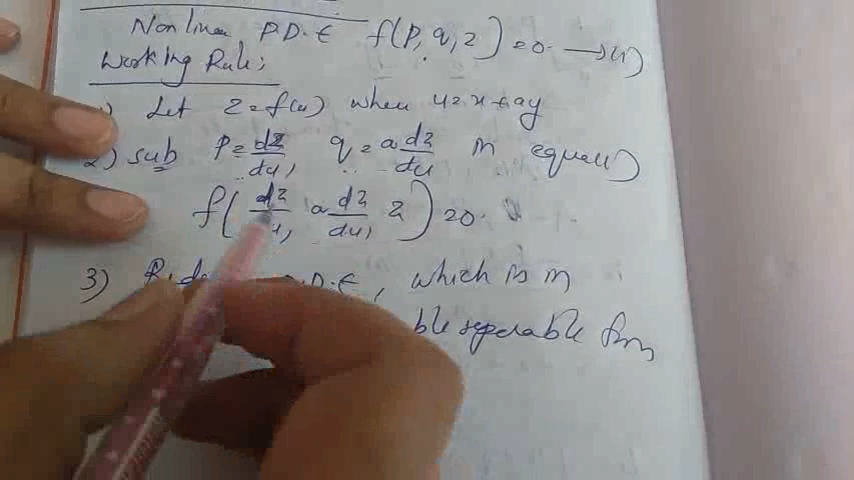 Non linear P.D.E f(P, q, z) = 0. → (1)
Working Rule;
1) Let z = f(u) when u = x + ay
2) sub P = dz/du, q = a dz/du in equa(1)
f(dz/du, a dz/du, z) = 0.
3) P.D.E, which is in
ble seperable form